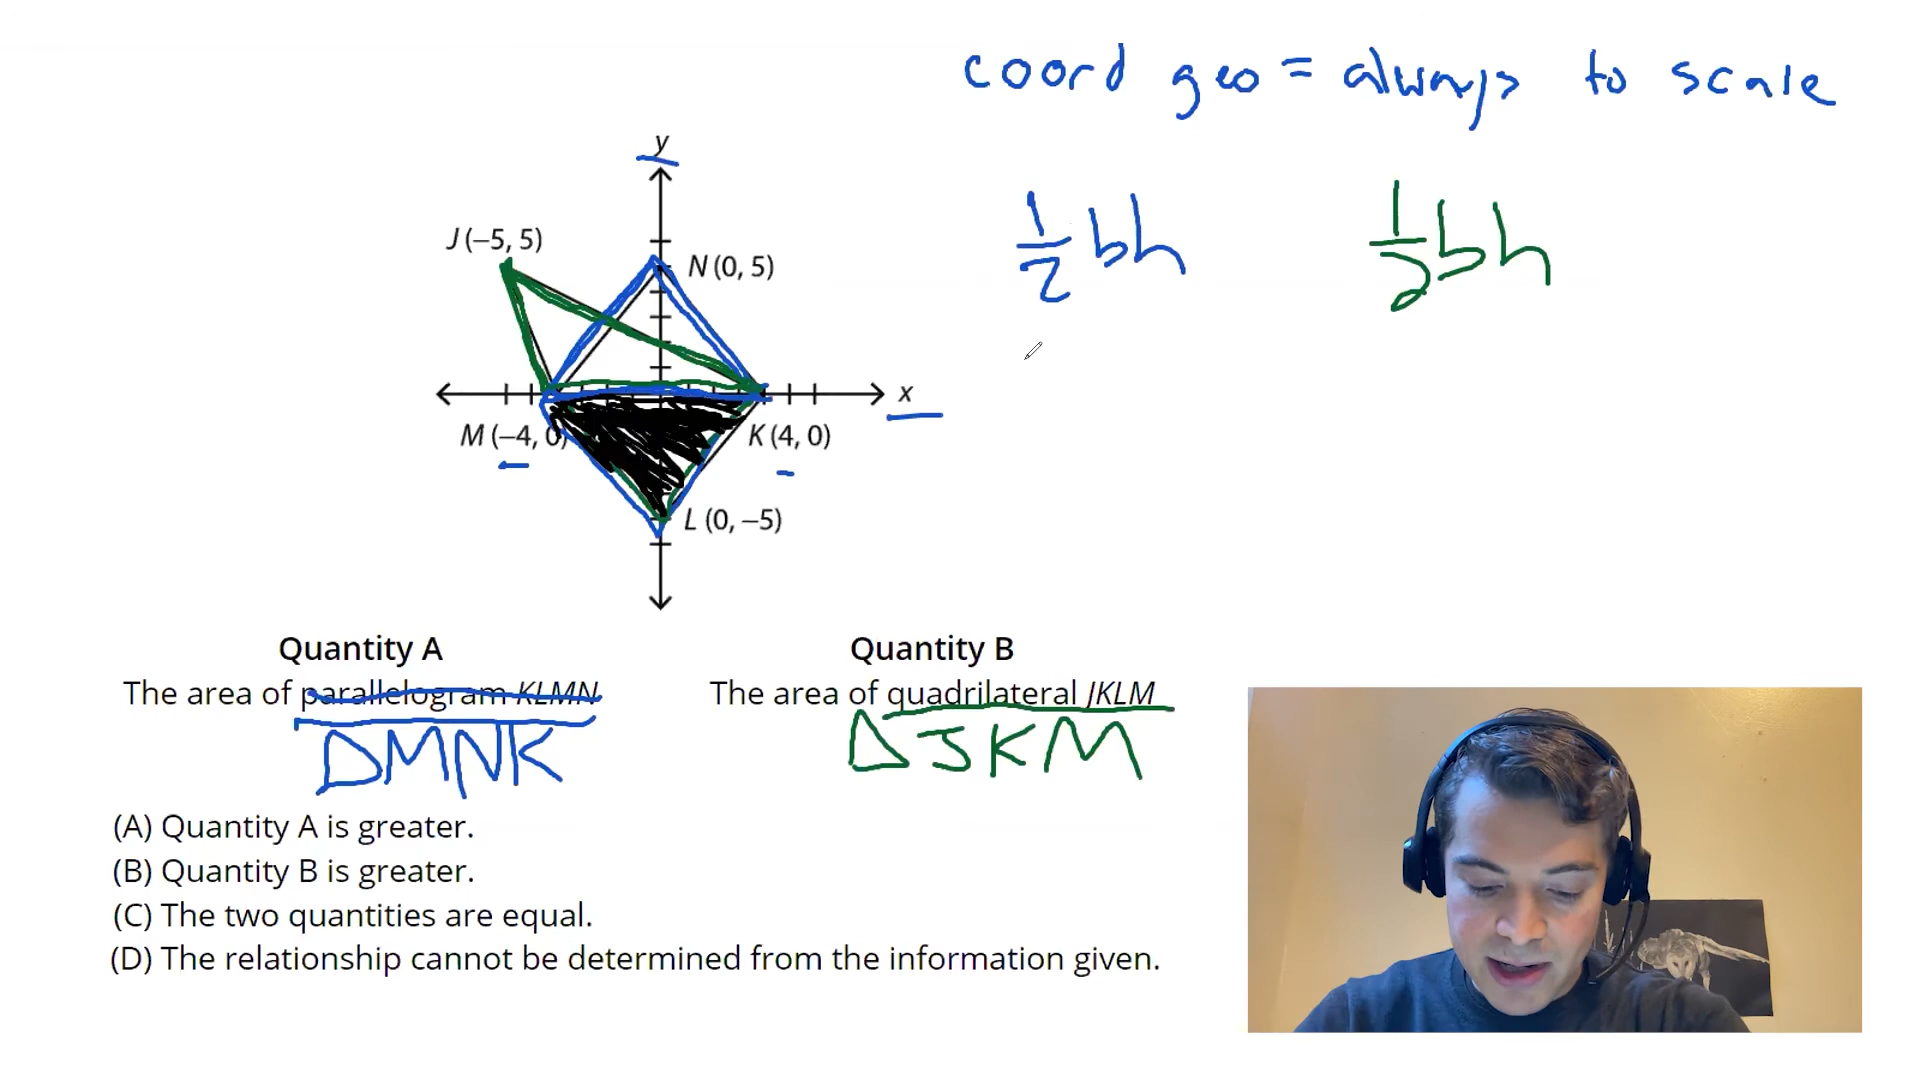 coord geo = always to scale
y
1/2 bh
1/2 bh
J (−5, 5)
N (0, 5)
x
M (−4, 0)
K (4, 0)
L (0, −5)
Quantity A
Quantity B
The area of parallelogram KLMN
The area of quadrilateral JKLM
△MNK
△JKM
(A) Quantity A is greater.
(B) Quantity B is greater.
(C) The two quantities are equal.
(D) The relationship cannot be determined from the information given.